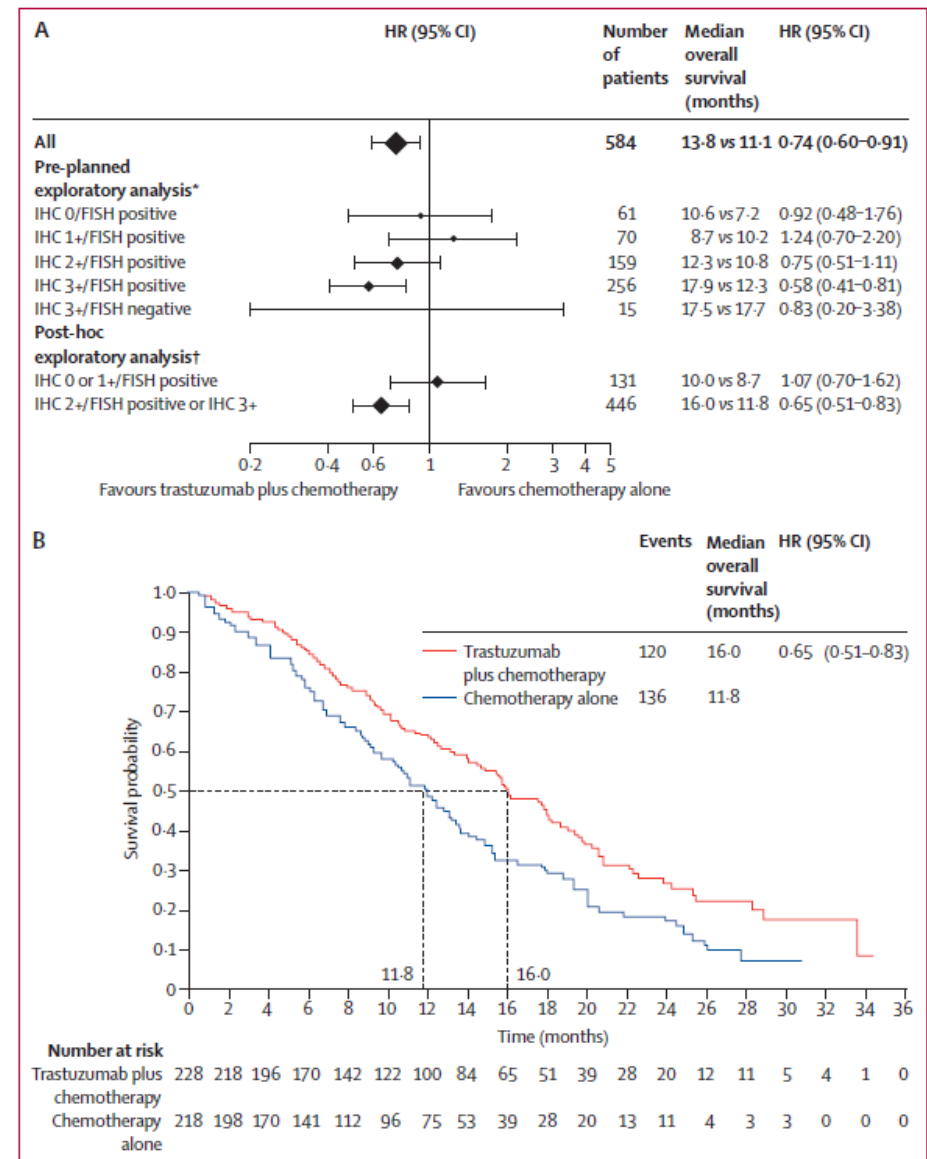 A
HR (95% CI)
Number of patients
Median overall survival (months)
HR (95% CI)
All 584 13·8 vs 11·1 0·74 (0·60–0·91)
Pre-planned
exploratory analysis*
IHC 0/FISH positive 61 10·6 vs 7·2 0·92 (0·48–1·76)
IHC 1+/FISH positive 70 8·7 vs 10·2 1·24 (0·70–2·20)
IHC 2+/FISH positive 159 12·3 vs 10·8 0·75 (0·51–1·11)
IHC 3+/FISH positive 256 17·9 vs 12·3 0·58 (0·41–0·81)
IHC 3+/FISH negative 15 17·5 vs 17·7 0·83 (0·20–3·38)
Post-hoc
exploratory analysis†
IHC 0 or 1+/FISH positive 131 10·0 vs 8·7 1·07 (0·70–1·62)
IHC 2+/FISH positive or IHC 3+ 446 16·0 vs 11·8 0·65 (0·51–0·83)
0·2 0·4 0·6 1 2 3 4 5
Favours trastuzumab plus chemotherapy Favours chemotherapy alone
B
Events
Median overall survival (months)
HR (95% CI)
Trastuzumab plus chemotherapy 120 16·0 0·65 (0·51–0·83)
Chemotherapy alone 136 11·8
Survival probability
1·0
0·9
0·8
0·7
0·6
0·5
0·4
0·3
0·2
0·1
0
11·8 16·0
0 2 4 6 8 10 12 14 16 18 20 22 24 26 28 30 32 34 36
Time (months)
Number at risk
Trastuzumab plus chemotherapy 228 218 196 170 142 122 100 84 65 51 39 28 20 12 11 5 4 1 0
Chemotherapy alone 218 198 170 141 112 96 75 53 39 28 20 13 11 4 3 3 0 0 0